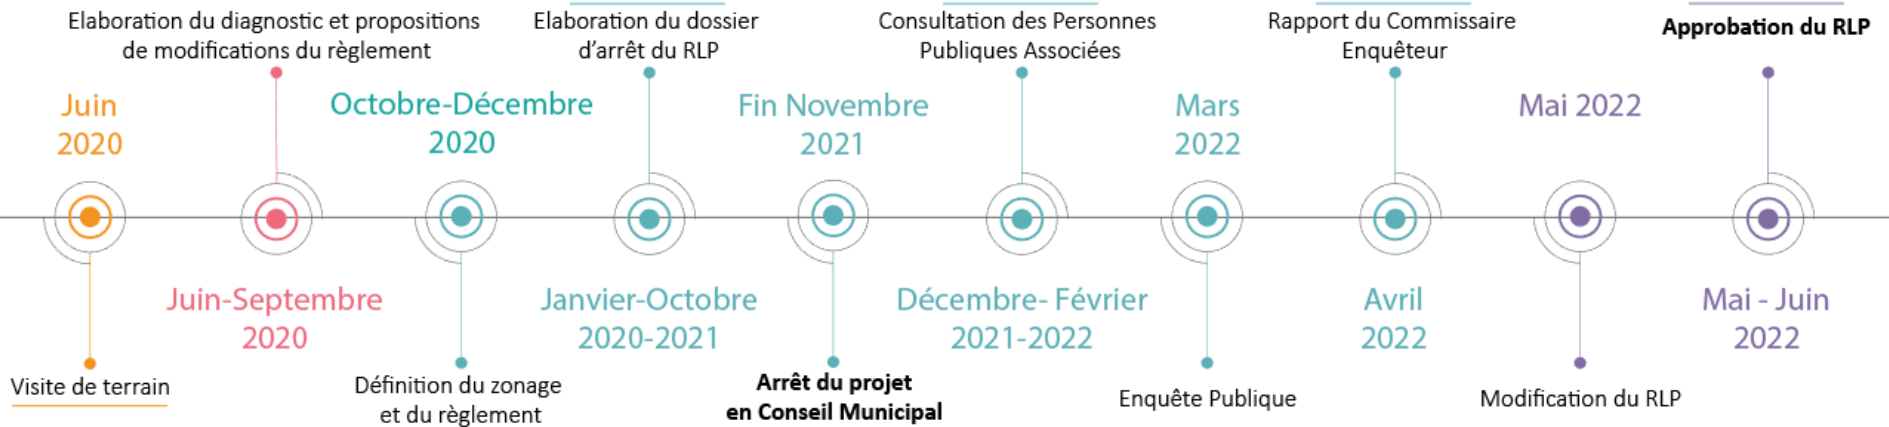 Elaboration du diagnostic et propositions
de modifications du règlement
Elaboration du dossier
d'arrêt du RLP
Consultation des Personnes
Publiques Associées
Rapport du Commissaire
Enquêteur
Approbation du RLP
Juin
2020
Octobre-Décembre
2020
Fin Novembre
2021
Mars
2022
Mai 2022
Juin-Septembre
2020
Janvier-Octobre
2020-2021
Décembre- Février
2021-2022
Avril
2022
Mai - Juin
2022
Visite de terrain
Définition du zonage
et du règlement
Arrêt du projet
en Conseil Municipal
Enquête Publique
Modification du RLP